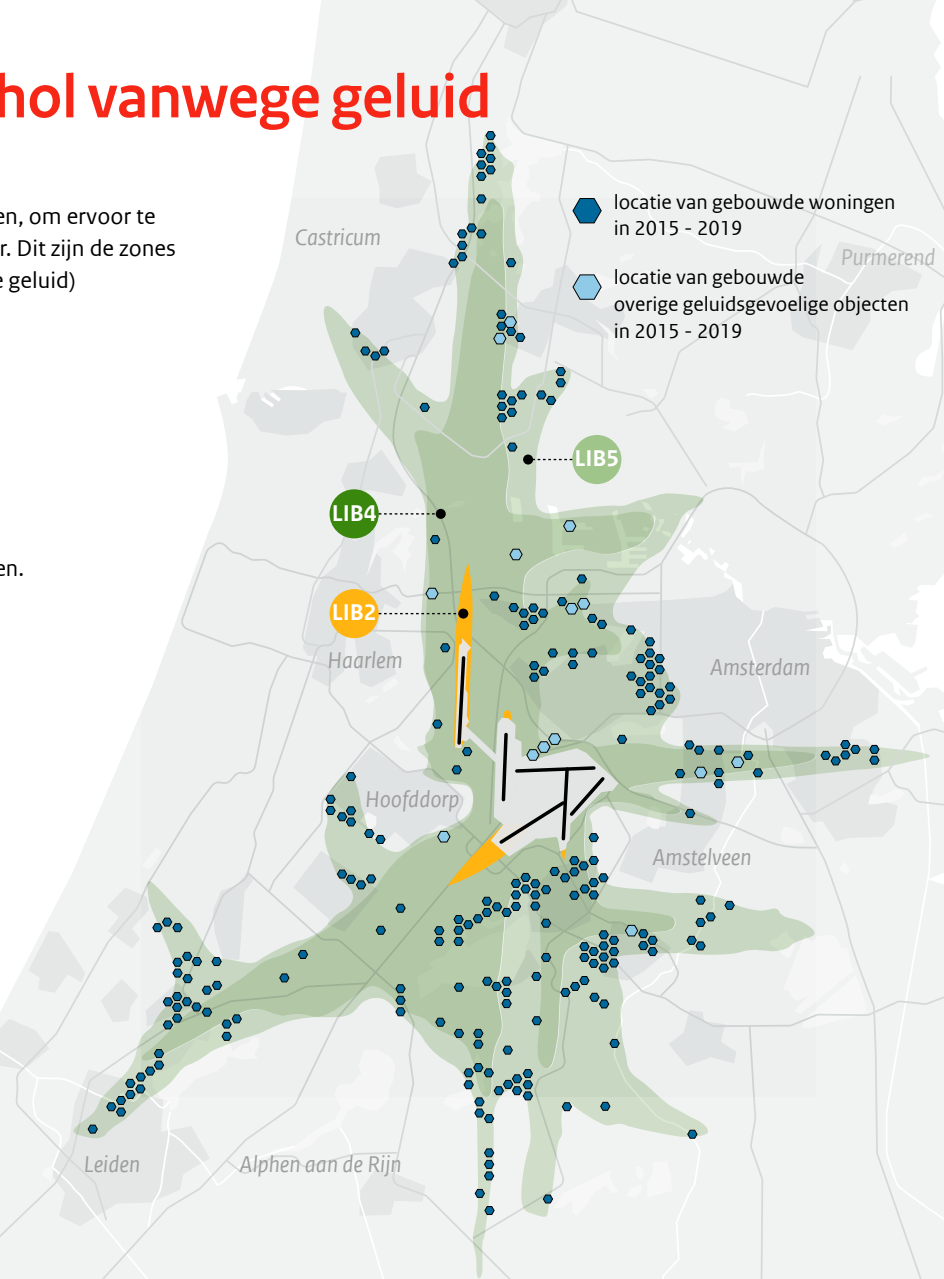 hol vanwege geluid
en, om ervoor te
r. Dit zijn de zones
e geluid)
en.
locatie van gebouwde woningen
in 2015 - 2019
locatie van gebouwde
overige geluidsgevoelige objecten
in 2015 - 2019
Castricum
Purmerend
LIB5
LIB4
LIB2
Haarlem
Amsterdam
Hoofddorp
Amstelveen
Leiden
Alphen aan de Rijn